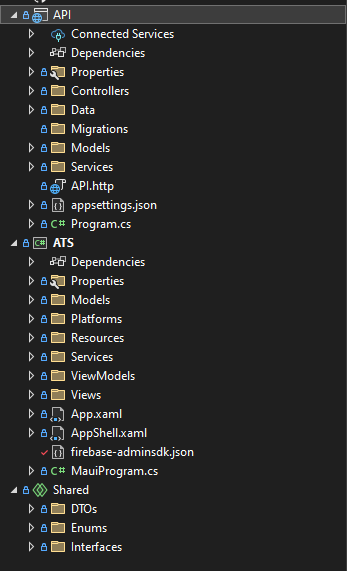 API
Connected Services
Dependencies
Properties
Controllers
Data
Migrations
Models
Services
API.http
appsettings.json
C# Program.cs
C# ATS
Dependencies
Properties
Models
Platforms
Resources
Services
ViewModels
Views
App.xaml
AppShell.xaml
firebase-adminsdk.json
C# MauiProgram.cs
Shared
DTOs
Enums
Interfaces